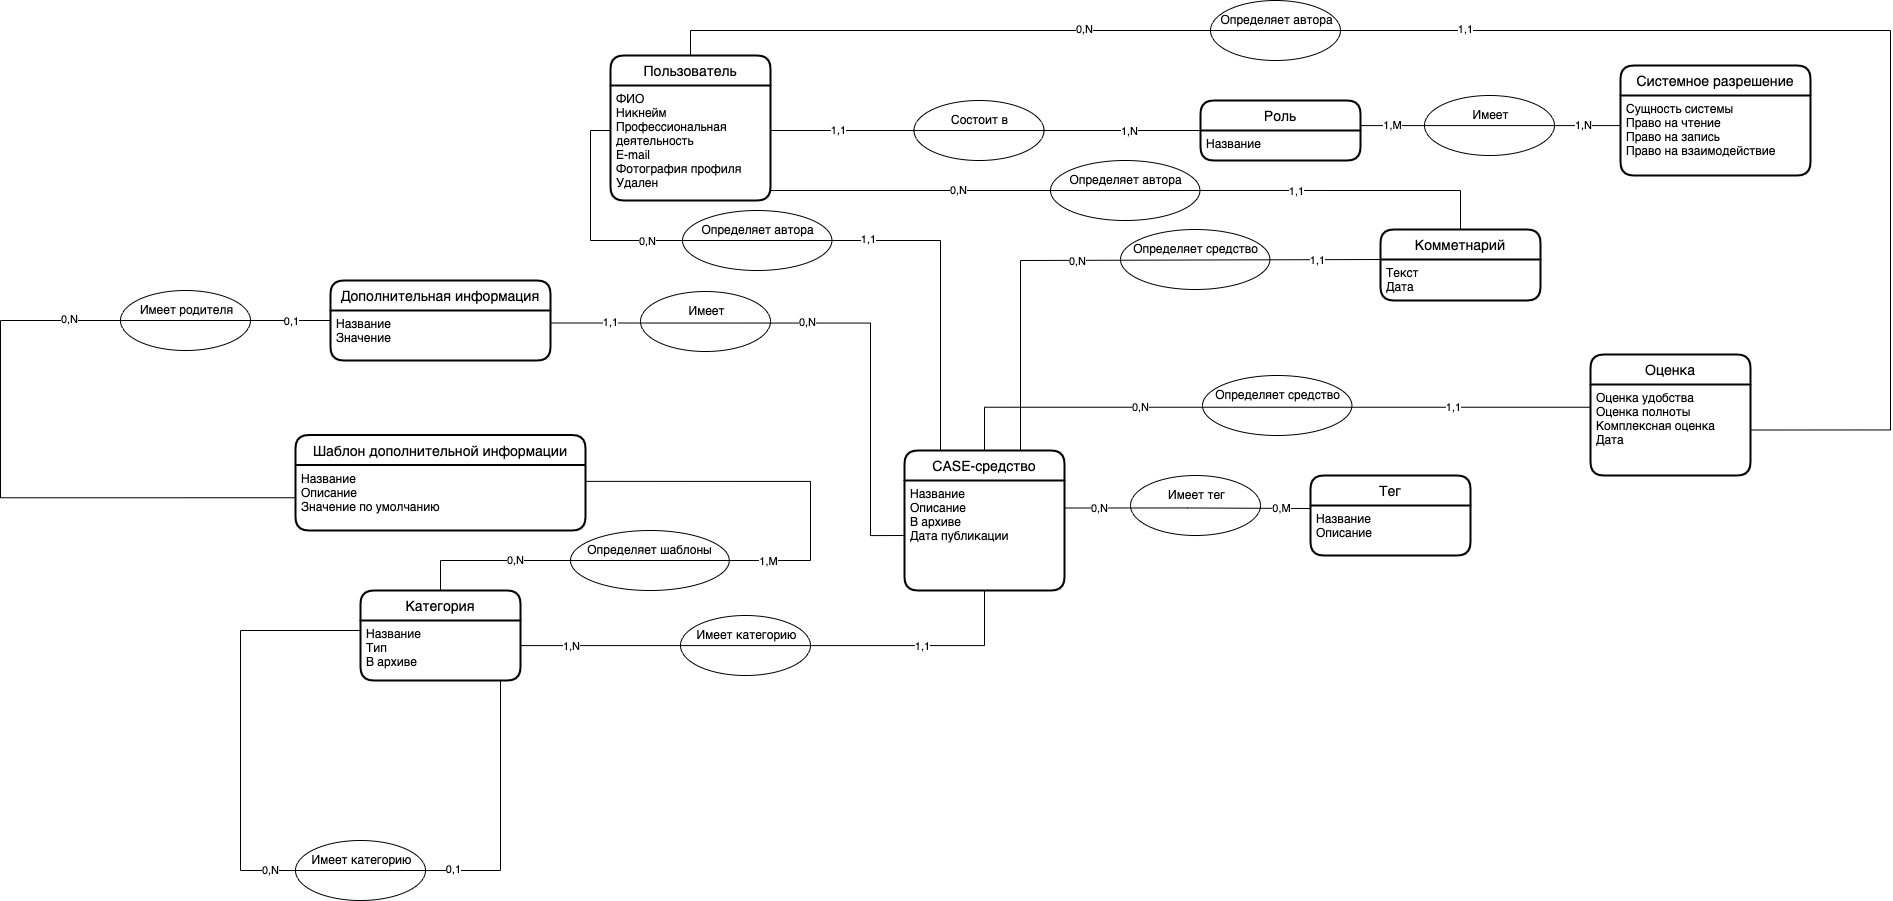 Определяет автора
0,N
1,1
Пользователь
ФИО
Никнейм
Профессиональная
деятельность
E-mail
Фотография профиля
Удален
Системное разрешение
Сущность системы
Право на чтение
Право на запись
Право на взаимодействие
Роль
Название
Состоит в
1,1
1,N
Имеет
1,M
1,N
Определяет автора
0,N
1,1
Определяет автора
0,N
1,1
Кометнарий
Текст
Дата
Определяет средство
0,N
1,1
Дополнительная информация
Название
Значение
Имеет родителя
0,N
0,1
Имеет
1,1
0,N
Оценка
Оценка удобства
Оценка полноты
Комплексная оценка
Дата
Определяет средство
0,N
1,1
Шаблон дополнительной информации
Название
Описание
Значение по умолчанию
CASE-средство
Название
Описание
В архиве
Дата публикации
Имеет тег
0,N
0,M
Тег
Название
Описание
Определяет шаблоны
0,N
1,M
Категория
Название
Тип
В архиве
Имеет категорию
1,N
1,1
Имеет категорию
0,N
0,1